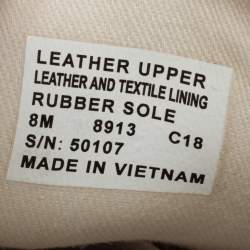 LEATHER UPPER
LEATHER AND TEXTILE LINING
RUBBER SOLE
8M 8913 C18
S/N: 50107
MADE IN VIETNAM